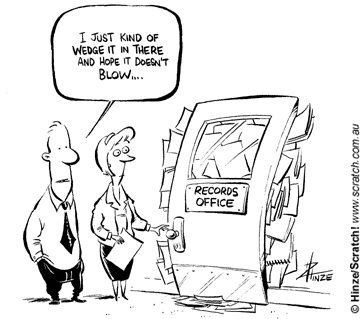 I JUST KIND OF
WEDGE IT IN THERE
AND HOPE IT DOESN'T
BLOW....
RECORDS
OFFICE
HINZE
© Hinze/Scratch! www.scratch.com.au